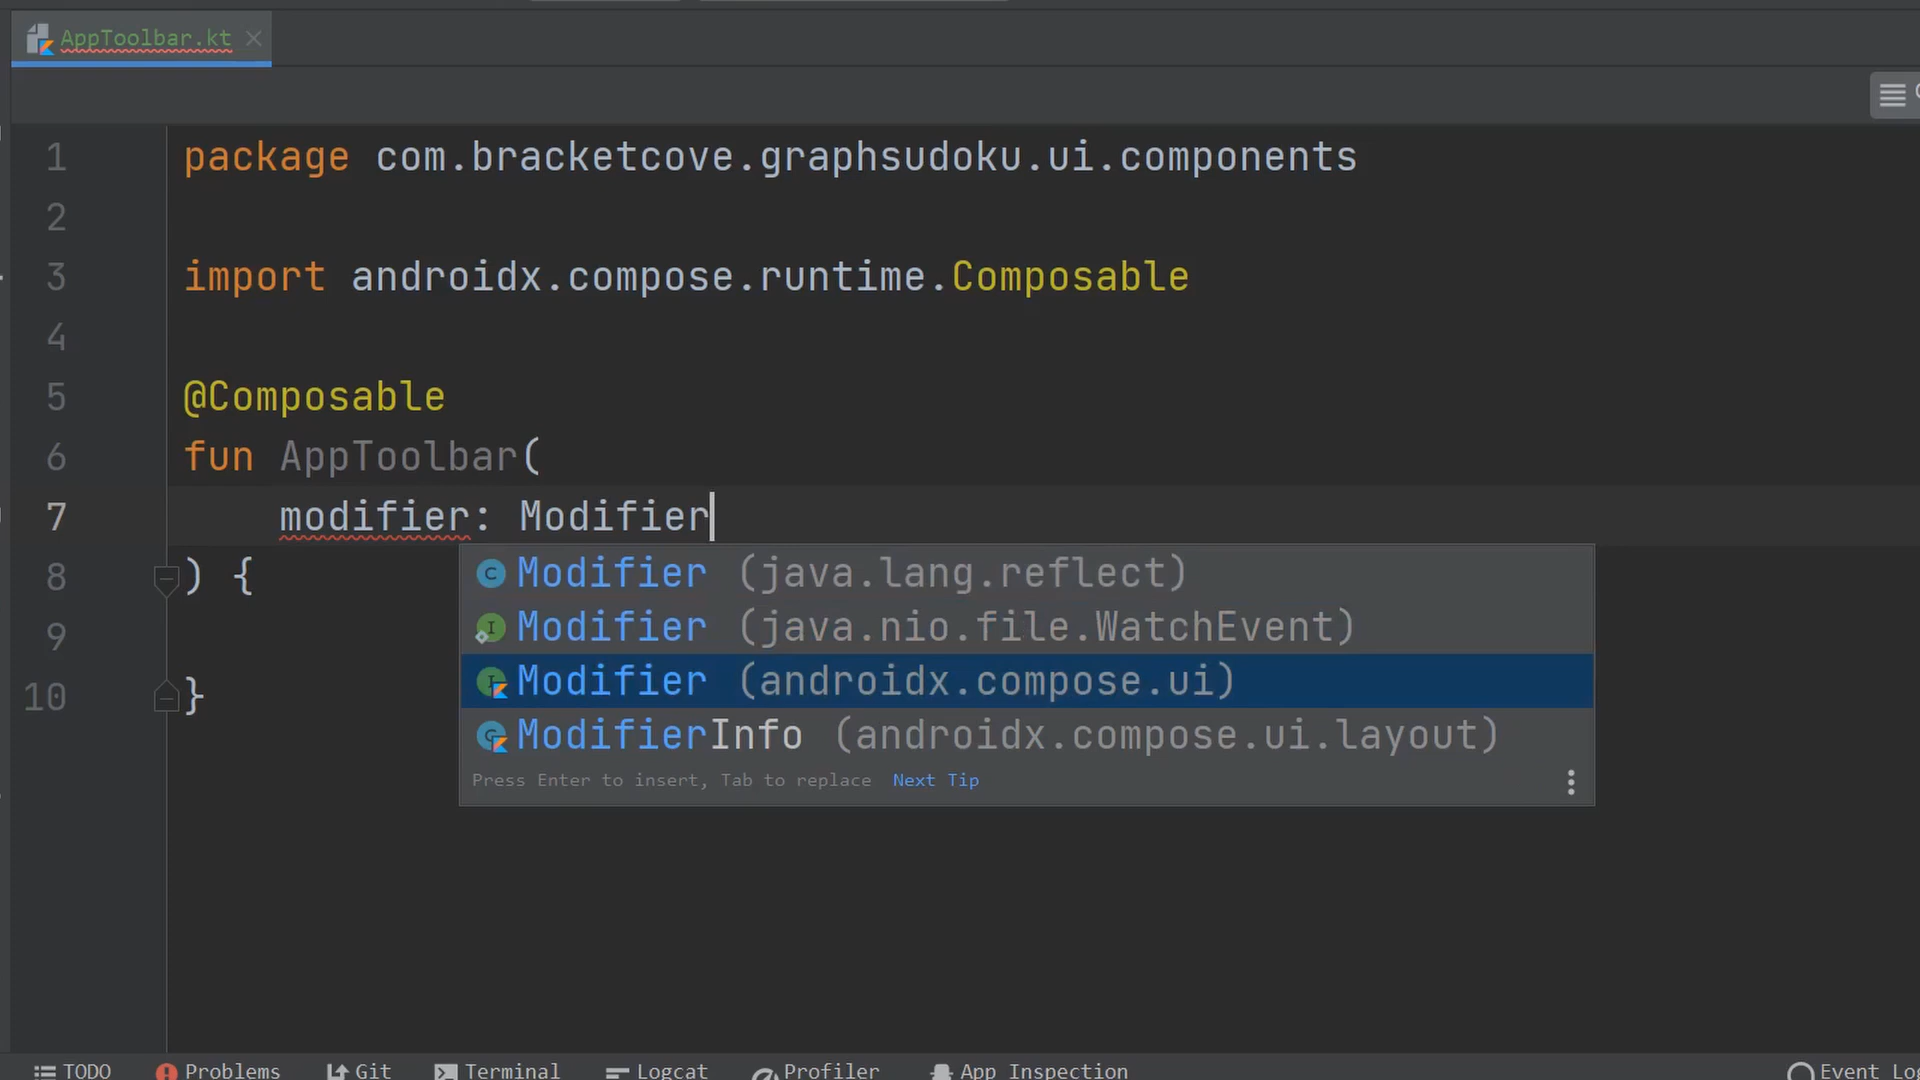 AppToolbar.kt
1 package com.bracketcove.graphsudoku.ui.components
2
3 import androidx.compose.runtime.Composable
4
5 @Composable
6 fun AppToolbar(
7 modifier: Modifier
8 ) {
9
10 }
Modifier (java.lang.reflect)
Modifier (java.nio.file.WatchEvent)
Modifier (androidx.compose.ui)
ModifierInfo (androidx.compose.ui.layout)
Press Enter to insert, Tab to replace Next Tip
TODO Problems Git Terminal Logcat Profiler App Inspection Event